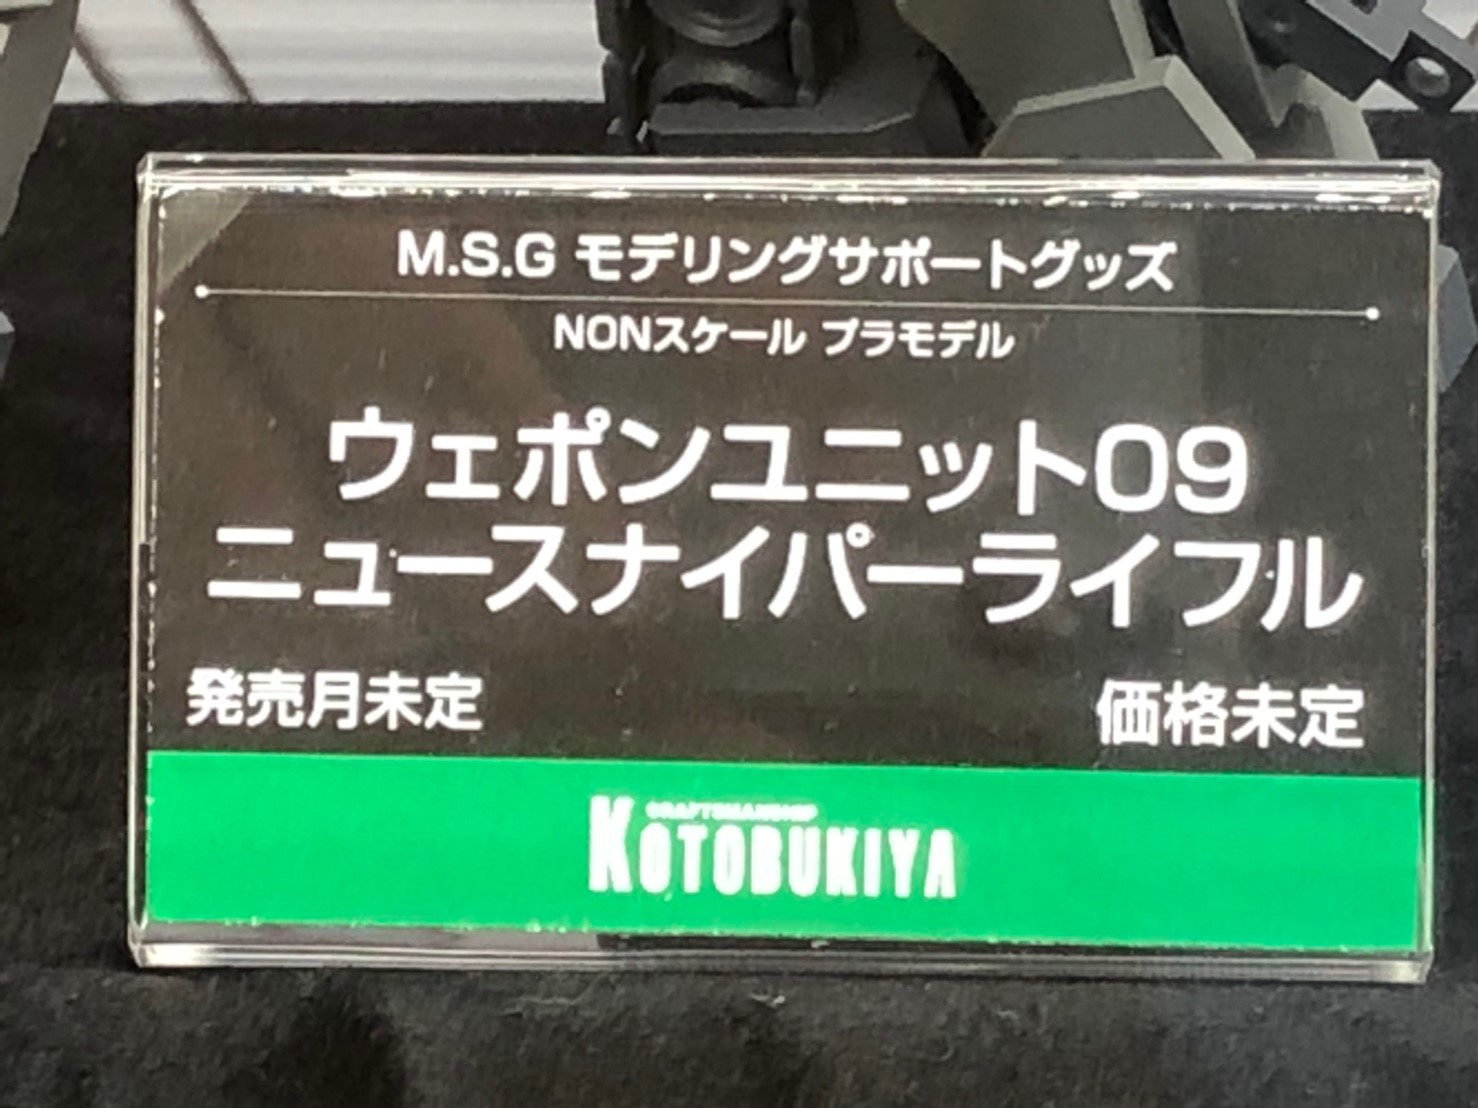 M.S.G モデリングサポートグッズ
NONスケール プラモデル
ウェポンユニット09
ニュースナイパーライフル
発売月未定
価格未定
CRAFTSMANSHIP
KOTOBUKIYA